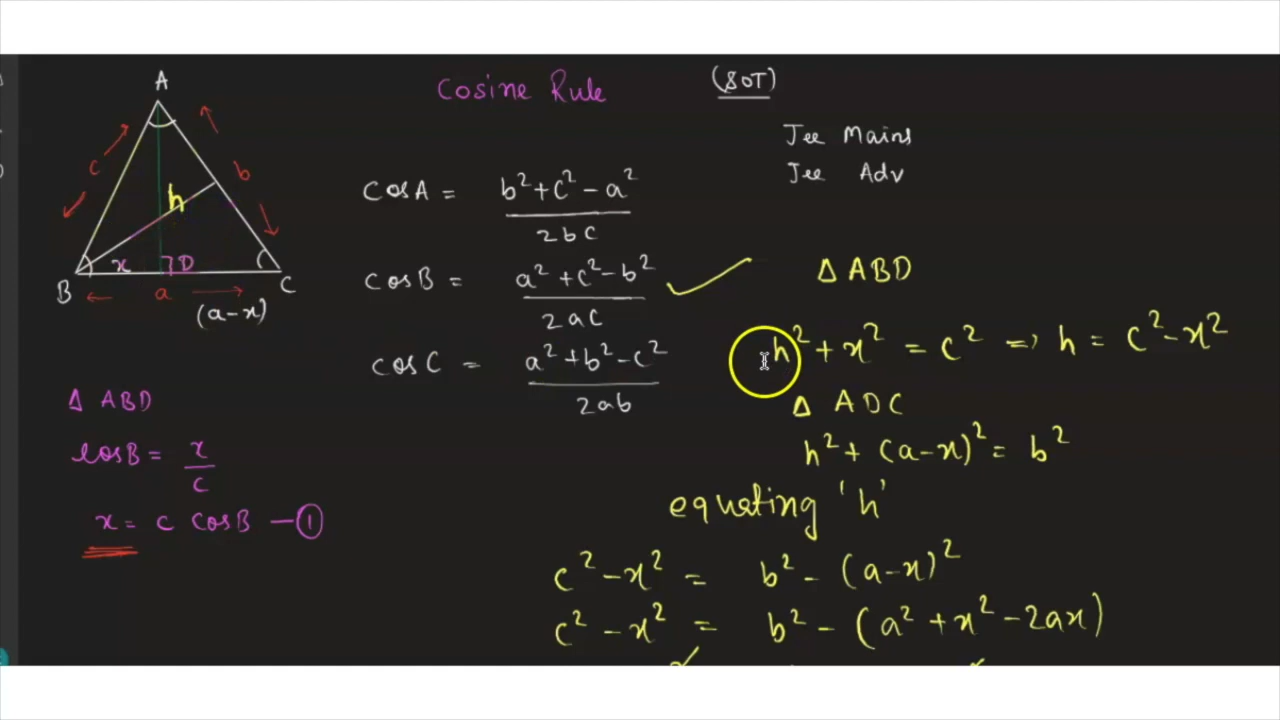 Cosine Rule (SOT)
Jee Mains
Jee Adv
A
c
b
h
x
D
B
a
C
(a-x)
cosA = b²+c²-a² / 2bc
cosB = a²+c²-b² / 2ac
cosC = a²+b²-c² / 2ab
Δ ABD
cosB = x / c
x = c cosB - ①
Δ ABD
h²+x² = c² => h = c²-x²
Δ ADC
h²+(a-x)² = b²
equating 'h'
c²-x² = b²-(a-x)²
c²-x² = b²-(a²+x²-2ax)